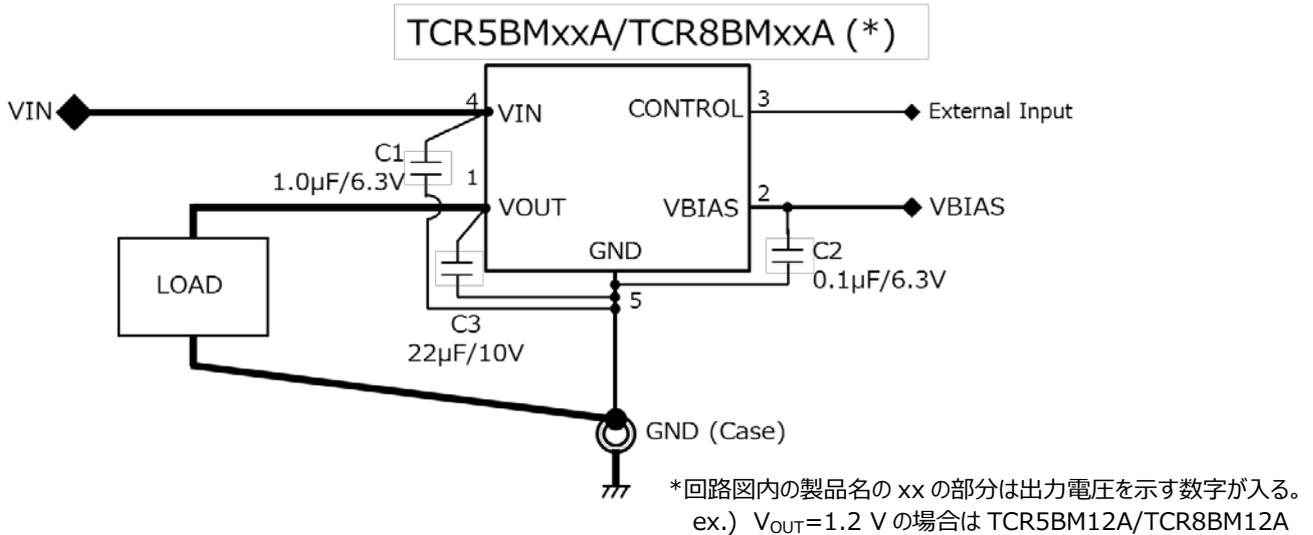 TCR5BMxxA/TCR8BMxxA (*)
VIN
4
VIN
CONTROL
3
External Input
C1
1.0µF/6.3V
1
VOUT
VBIAS
2
VBIAS
GND
C2
0.1µF/6.3V
LOAD
5
C3
22µF/10V
GND (Case)
*回路図内の製品名の xx の部分は出力電圧を示す数字が入る。
ex.) VOUT=1.2 V の場合は TCR5BM12A/TCR8BM12A